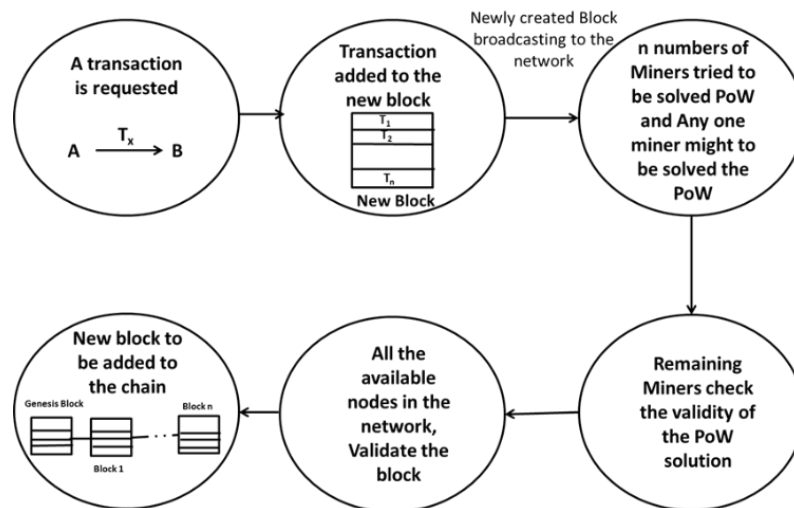 A transaction
is requested
Tx
A
B
Transaction
added to the
new block
T1
T2
Tn
New Block
Newly created Block
broadcasting to the
network
n numbers of
Miners tried to
be solved PoW
and Any one
miner might to
be solved the
PoW
Remaining
Miners check
the validity of
the PoW
solution
All the
available
nodes in the
network,
Validate the
block
New block to
be added to
the chain
Genesis Block
Block n
Block 1